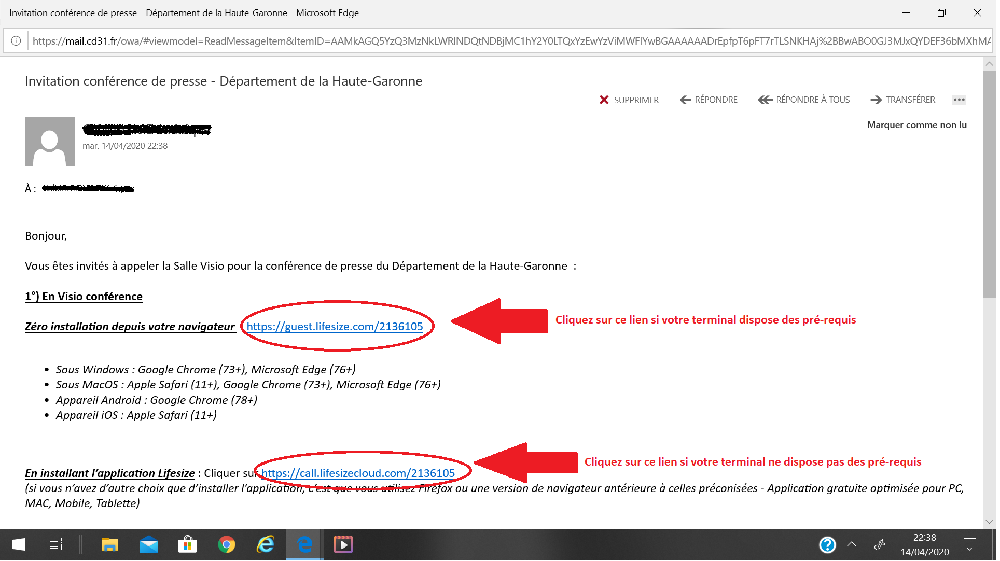 Invitation conférence de presse - Département de la Haute-Garonne - Microsoft Edge
https://mail.cd31.fr/owa/#viewmodel=ReadMessageItem&ItemID=AAMkAGQ5YzQ3MzNkLWRlNDQtNDBjMC1hY2Y0LTQxYzEwYzViMWFlYwBGAAAAAADrEpfpT6pFT7rTLSNKHAj%2BBwABO0GJ3MJxQYDEF36bMXhMA
Invitation conférence de presse - Département de la Haute-Garonne
SUPPRIMER RÉPONDRE RÉPONDRE À TOUS TRANSFÉRER
Marquer comme non lu
mar. 14/04/2020 22:38
À :
Bonjour,
Vous êtes invités à appeler la Salle Visio pour la conférence de presse du Département de la Haute-Garonne :
1°) En Visio conférence
Zéro installation depuis votre navigateur https://guest.lifesize.com/2136105
Cliquez sur ce lien si votre terminal dispose des pré-requis
• Sous Windows : Google Chrome (73+), Microsoft Edge (76+)
• Sous MacOS : Apple Safari (11+), Google Chrome (73+), Microsoft Edge (76+)
• Appareil Android : Google Chrome (78+)
• Appareil iOS : Apple Safari (11+)
Cliquez sur ce lien si votre terminal ne dispose pas des pré-requis
En installant l'application Lifesize : Cliquer sur https://call.lifesizecloud.com/2136105
(si vous n'avez d'autre choix que d'installer l'application, c'est que vous utilisez Firefox ou une version de navigateur antérieure à celles préconisées - Application gratuite optimisée pour PC,
MAC, Mobile, Tablette)
22:38
14/04/2020